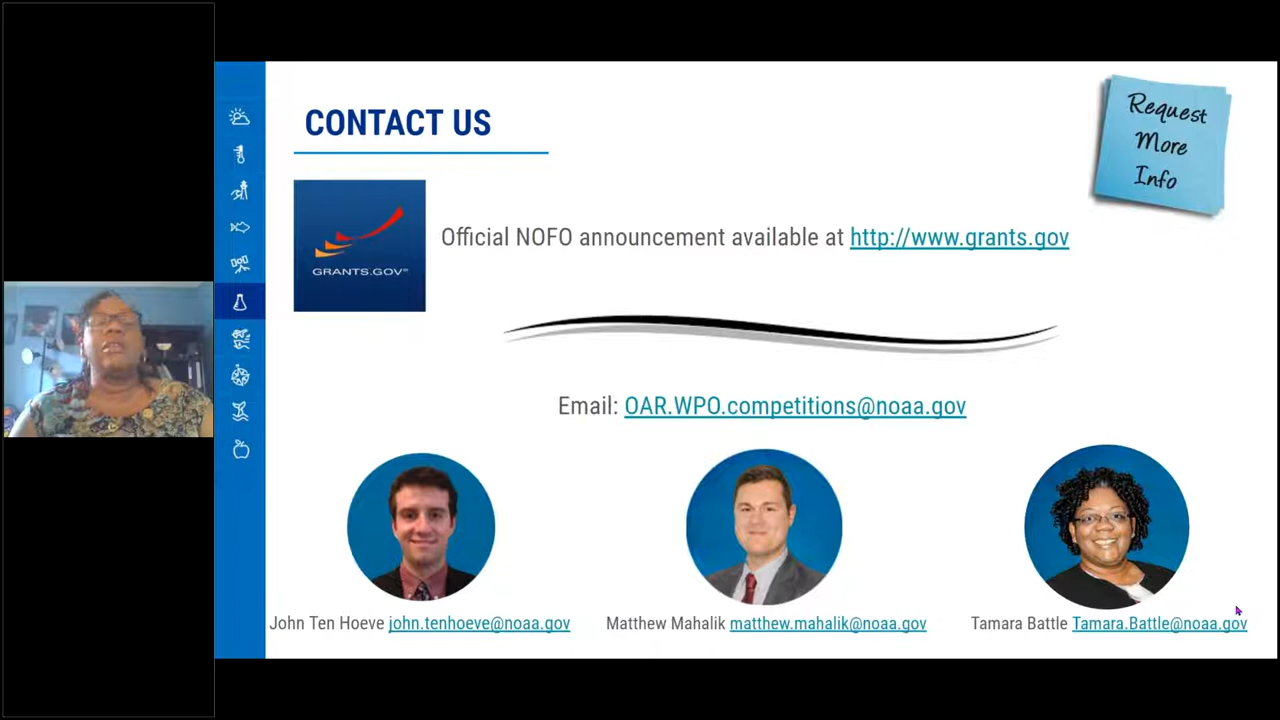 CONTACT US
Request
More
Info
GRANTS.GOV®
Official NOFO announcement available at http://www.grants.gov
Email: OAR.WPO.competitions@noaa.gov
John Ten Hoeve john.tenhoeve@noaa.gov
Matthew Mahalik matthew.mahalik@noaa.gov
Tamara Battle Tamara.Battle@noaa.gov